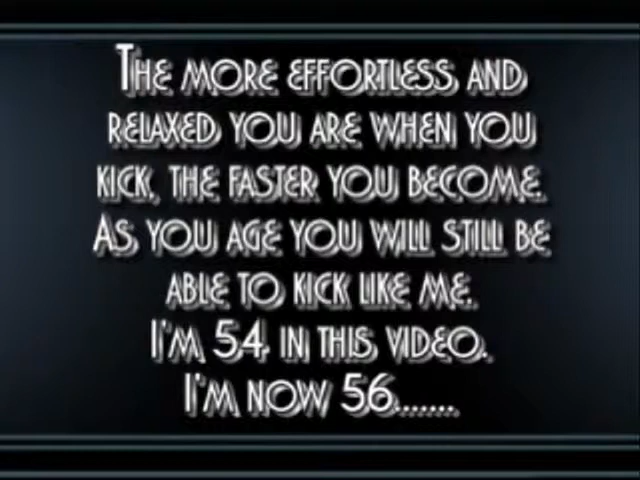 The more effortless and
relaxed you are when you
kick, the faster you become.
As you age you will still be
able to kick like me.
I'm 54 in this video.
I'm now 56.......